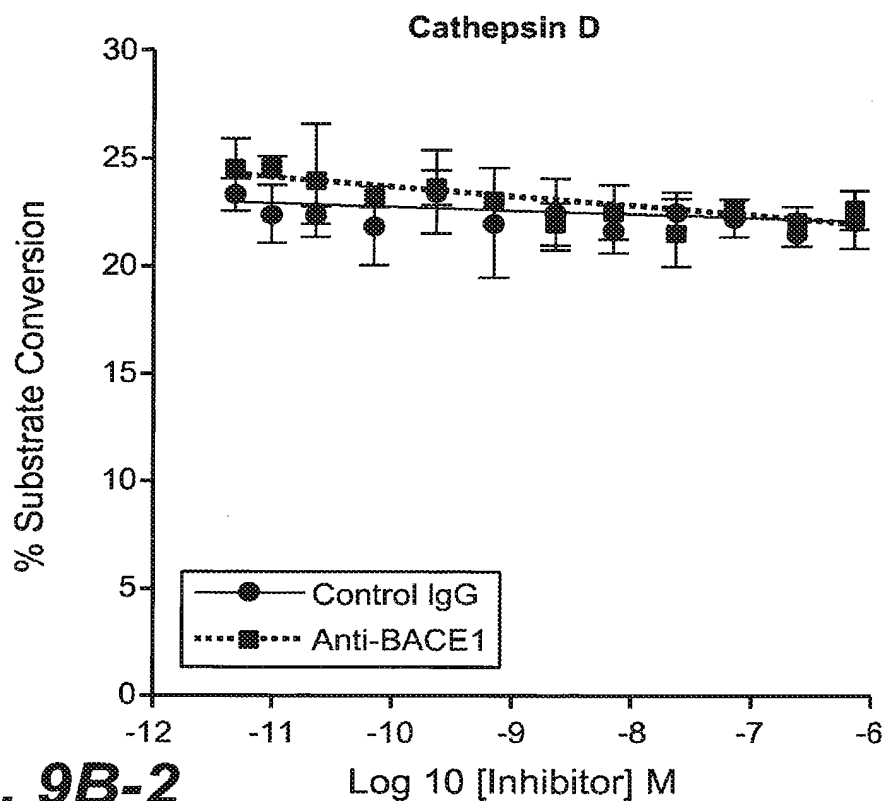 Cathepsin D
30
25
20
15
10
5
0
% Substrate Conversion
Control IgG
Anti-BACE1
-12 -11 -10 -9 -8 -7 -6
Log 10 [Inhibitor] M
. 9B-2